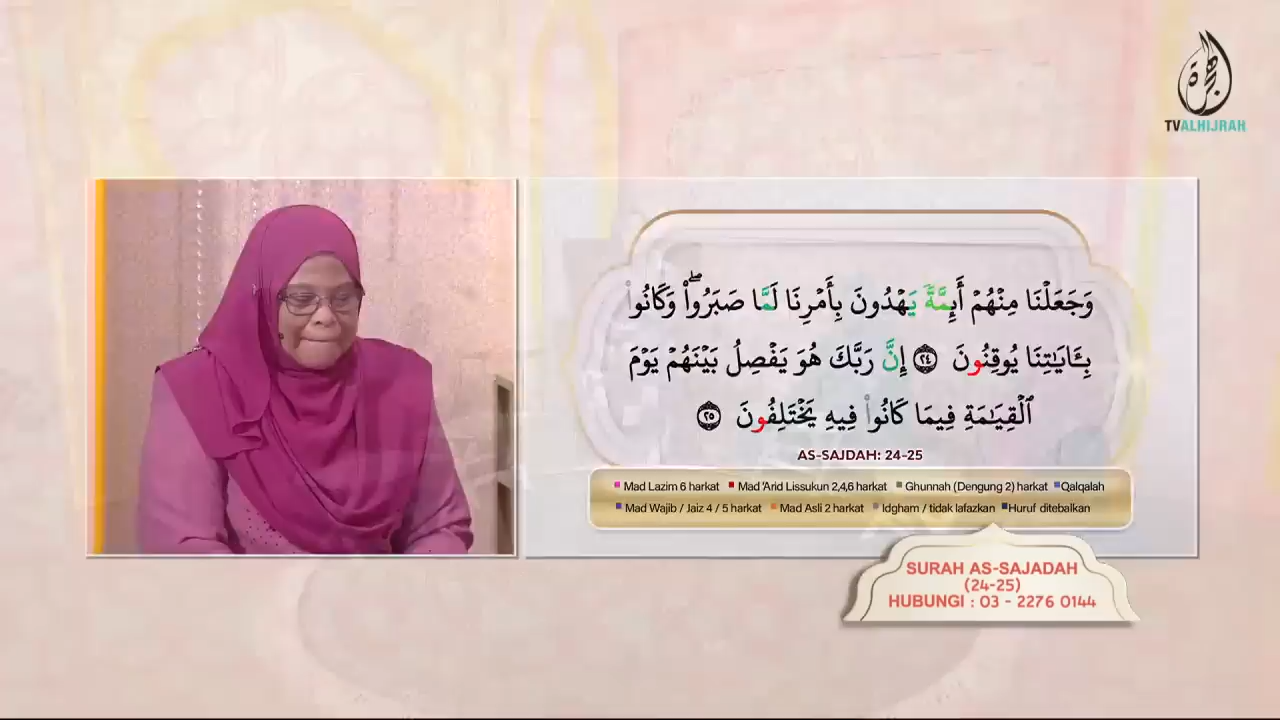 هجرة
TVALHIJRAH
وَجَعَلْنَا مِنْهُمْ أَئِمَّةً يَهْدُونَ بِأَمْرِنَا لَمَّا صَبَرُوا۟ ۖ وَكَانُوا۟
بِـَٔايَـٰتِنَا يُوقِنُونَ ٢٤ إِنَّ رَبَّكَ هُوَ يَفْصِلُ بَيْنَهُمْ يَوْمَ
ٱلْقِيَـٰمَةِ فِيمَا كَانُوا۟ فِيهِ يَخْتَلِفُونَ ٢٥
AS-SAJDAH: 24-25
Mad Lazim 6 harkat Mad 'Arid Lissukun 2,4,6 harkat Ghunnah (Dengung 2) harkat Qalqalah
Mad Wajib / Jaiz 4 / 5 harkat Mad Asli 2 harkat Idgham / tidak lafazkan Huruf ditebalkan
SURAH AS-SAJADAH
(24-25)
HUBUNGI : 03 - 2276 0144